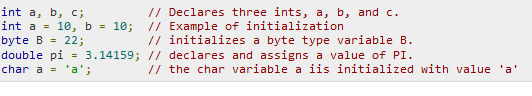 int a, b, c;         // Declares three ints, a, b, and c.
int a = 10, b = 10;  // Example of initialization
byte B = 22;         // initializes a byte type variable B.
double pi = 3.14159; // declares and assigns a value of PI.
char a = 'a';        // the char variable a iis initialized with value 'a'